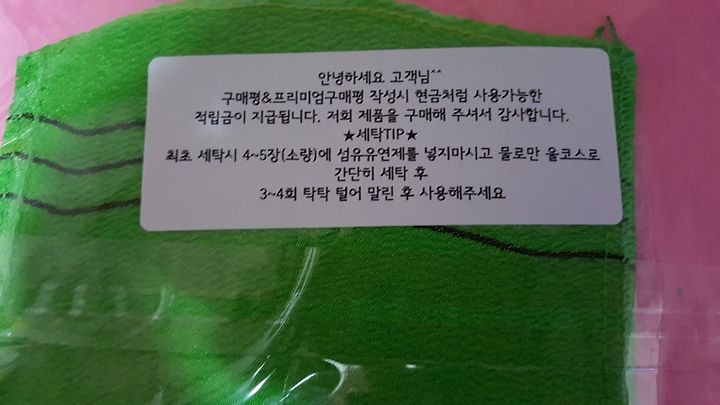 안녕하세요 고객님^^
구매평&프리미엄구매평 작성시 현금처럼 사용가능한
적립금이 지급됩니다. 저희 제품을 구매해 주셔서 감사합니다.
★세탁TIP★
최초 세탁시 4~5장(소량)에 섬유유연제를 넣지마시고 물로만 울코스로
간단히 세탁 후
3~4회 탁탁 털어 말린 후 사용해주세요